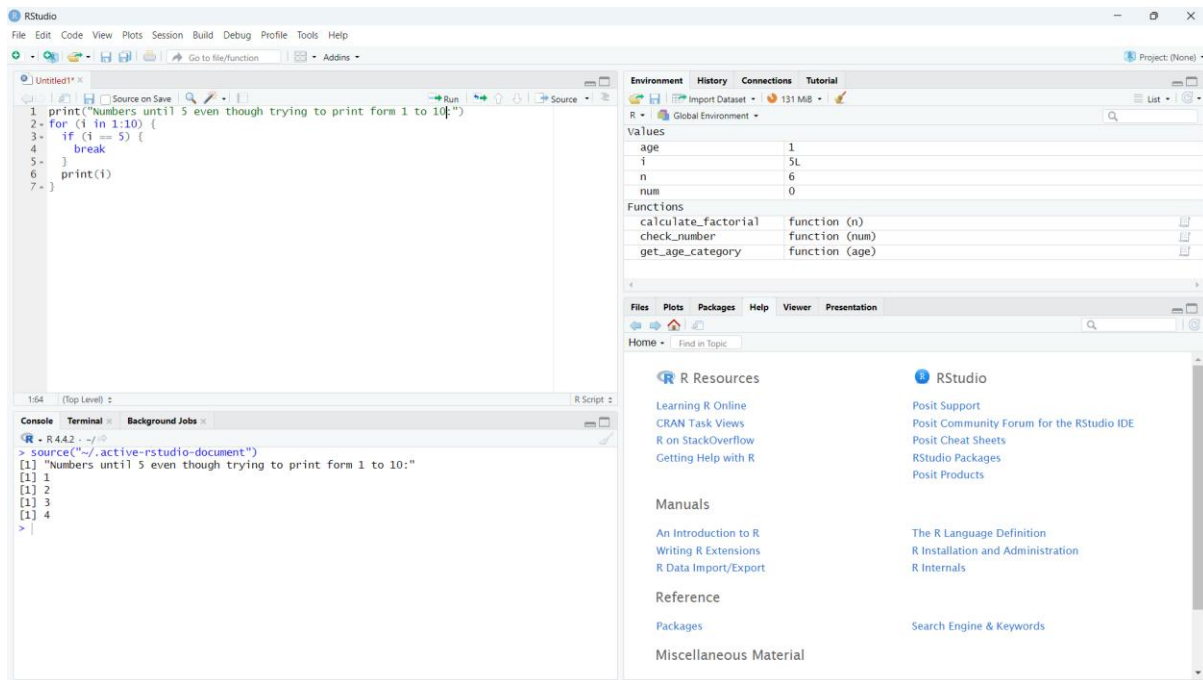 RStudio
File Edit Code View Plots Session Build Debug Profile Tools Help
Go to file/function Addins
Project: (None)
Untitled1*
Source on Save Run Source
1 print("Numbers until 5 even though trying to print form 1 to 10:")
2 for (i in 1:10) {
3   if (i == 5) {
4     break
5   }
6   print(i)
7 }
1:64 (Top Level) R Script
Console Terminal Background Jobs
R 4.4.2 · ~/
> source("~/.active-rstudio-document")
[1] "Numbers until 5 even though trying to print form 1 to 10:"
[1] 1
[1] 2
[1] 3
[1] 4
>
Environment History Connections Tutorial
Import Dataset 131 MiB List
R Global Environment
Values
age 1
i 5L
n 6
num 0
Functions
calculate_factorial function (n)
check_number function (num)
get_age_category function (age)
Files Plots Packages Help Viewer Presentation
Home Find in Topic
R Resources
Learning R Online
CRAN Task Views
R on StackOverflow
Getting Help with R
RStudio
Posit Support
Posit Community Forum for the RStudio IDE
Posit Cheat Sheets
RStudio Packages
Posit Products
Manuals
An Introduction to R
Writing R Extensions
R Data Import/Export
The R Language Definition
R Installation and Administration
R Internals
Reference
Packages
Search Engine & Keywords
Miscellaneous Material